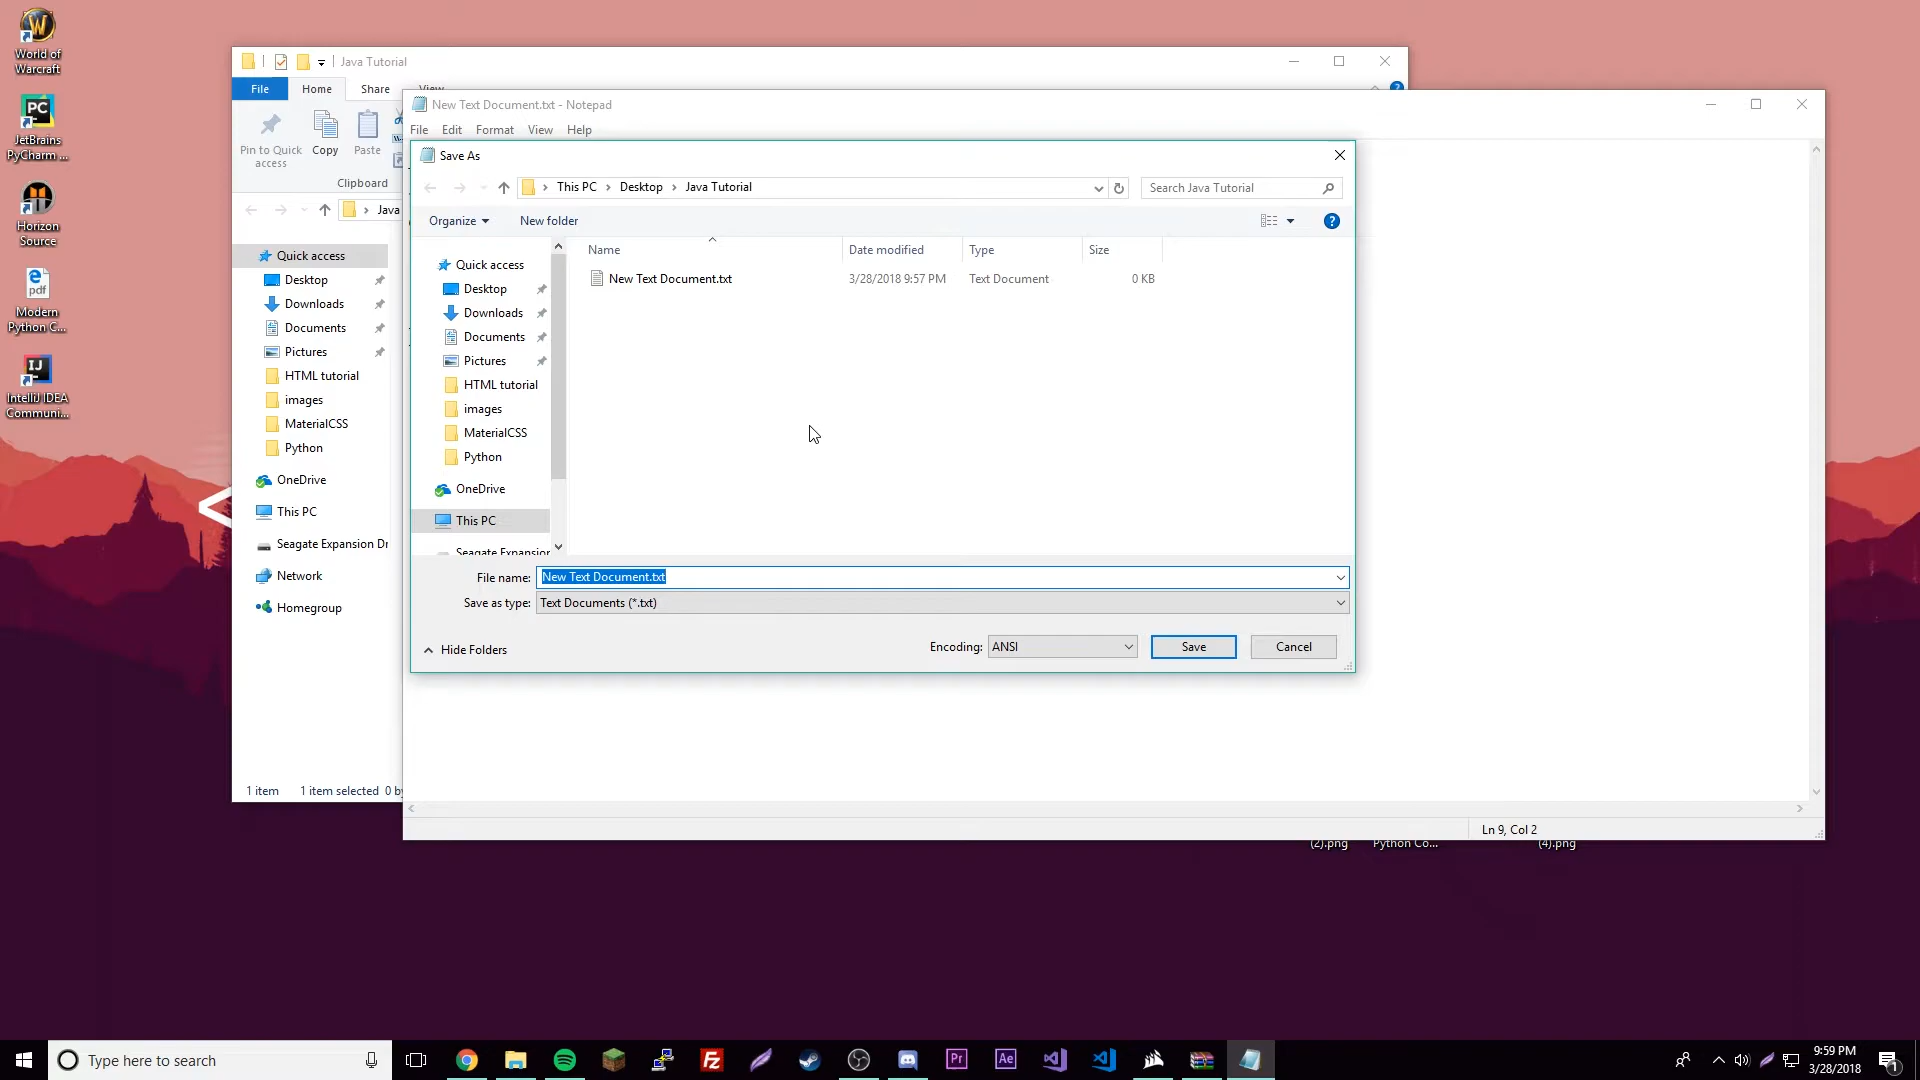 World of
Warcraft
JetBrains
PyCharm ...
Horizon
Source
Modern
Python C...
IntelliJ IDEA
Communi...
Java Tutorial
File
Home
Share
View
Pin to Quick
access
Copy
Paste
Clipboard
Java
Quick access
Desktop
Downloads
Documents
Pictures
HTML tutorial
images
MaterialCSS
Python
OneDrive
This PC
Seagate Expansion Dr
Network
Homegroup
1 item
1 item selected 0 by
New Text Document.txt - Notepad
File
Edit
Format
View
Help
Save As
This PC
Desktop
Java Tutorial
Search Java Tutorial
Organize
New folder
Name
Date modified
Type
Size
New Text Document.txt
3/28/2018 9:57 PM
Text Document
0 KB
Quick access
Desktop
Downloads
Documents
Pictures
HTML tutorial
images
MaterialCSS
Python
OneDrive
This PC
Seagate Expansion
File name:
New Text Document.txt
Save as type:
Text Documents (*.txt)
Hide Folders
Encoding:
ANSI
Save
Cancel
Ln 9, Col 2
(2).png
Python Co...
(4).png
Type here to search
9:59 PM
3/28/2018